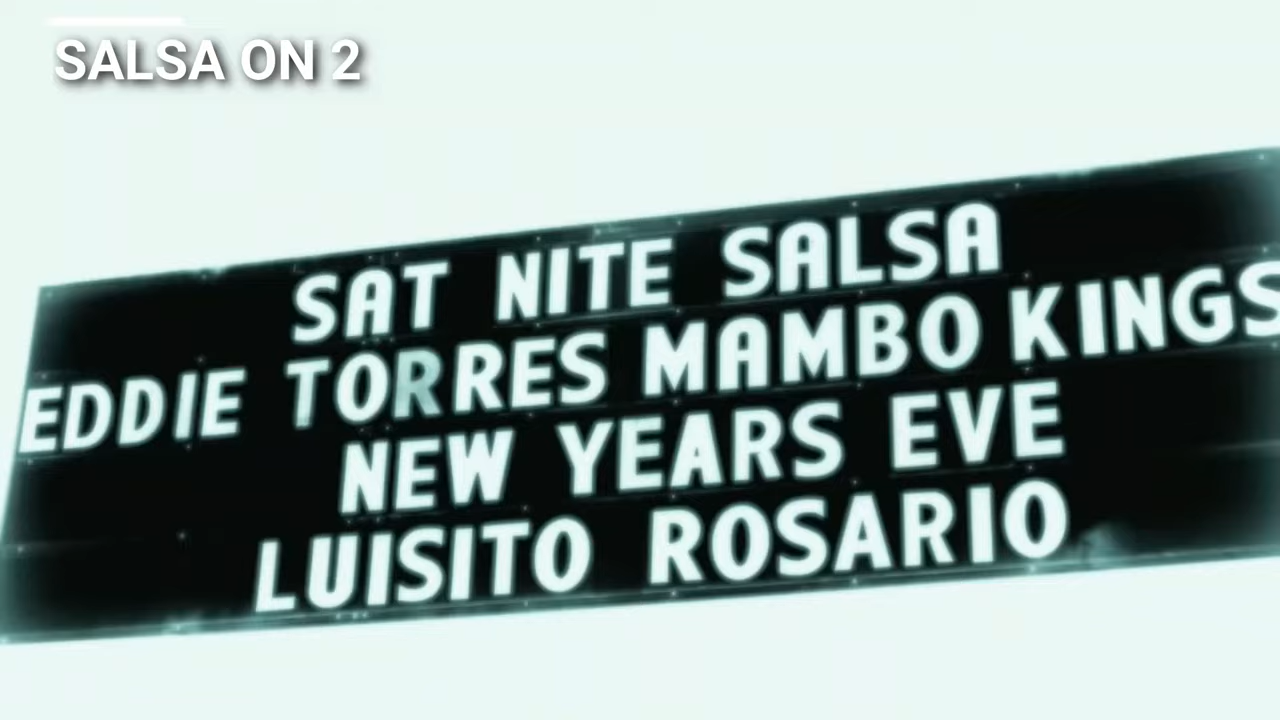 SALSA ON 2
SAT NITE SALSA
EDDIE TORRES MAMBO KINGS
NEW YEARS EVE
LUISITO ROSARIO